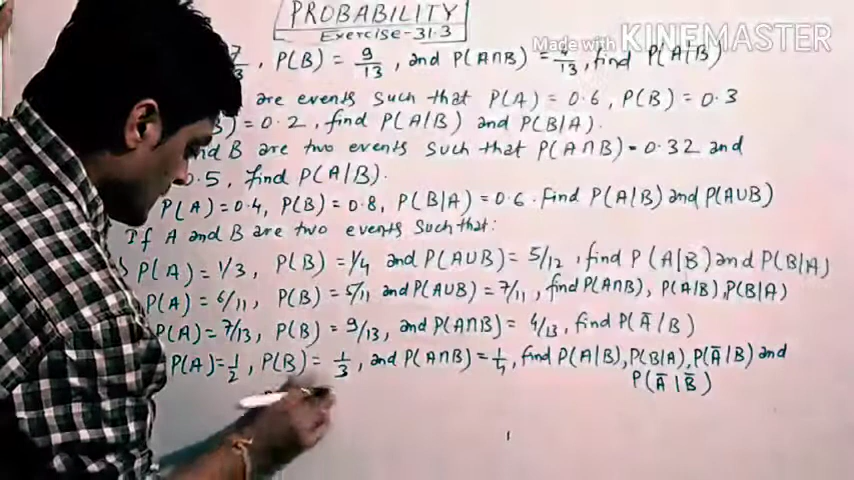 PROBABILITY
Exercise-31.3
Made with KINEMASTER
7/3, P(B) = 9/13, and P(A∩B) = 4/13, find P(A|B)
are events such that P(A) = 0.6, P(B) = 0.3
B) = 0.2, find P(A|B) and P(B|A).
and B are two events such that P(A∩B) = 0.32 and
0.5, find P(A|B).
P(A) = 0.4, P(B) = 0.8, P(B|A) = 0.6. Find P(A|B) and P(A∪B)
If A and B are two events such that:
P(A) = 1/3, P(B) = 1/4 and P(A∪B) = 5/12, find P(A|B) and P(B|A)
P(A) = 6/11, P(B) = 5/11 and P(A∪B) = 7/11, find P(A∩B), P(A|B), P(B|A)
P(A) = 7/13, P(B) = 9/13, and P(A∩B) = 4/13, find P(Ā|B)
P(A) = 1/2, P(B) = 1/3, and P(A∩B) = 1/4, find P(A|B), P(B|A), P(Ā|B) and
P(Ā|B̄)